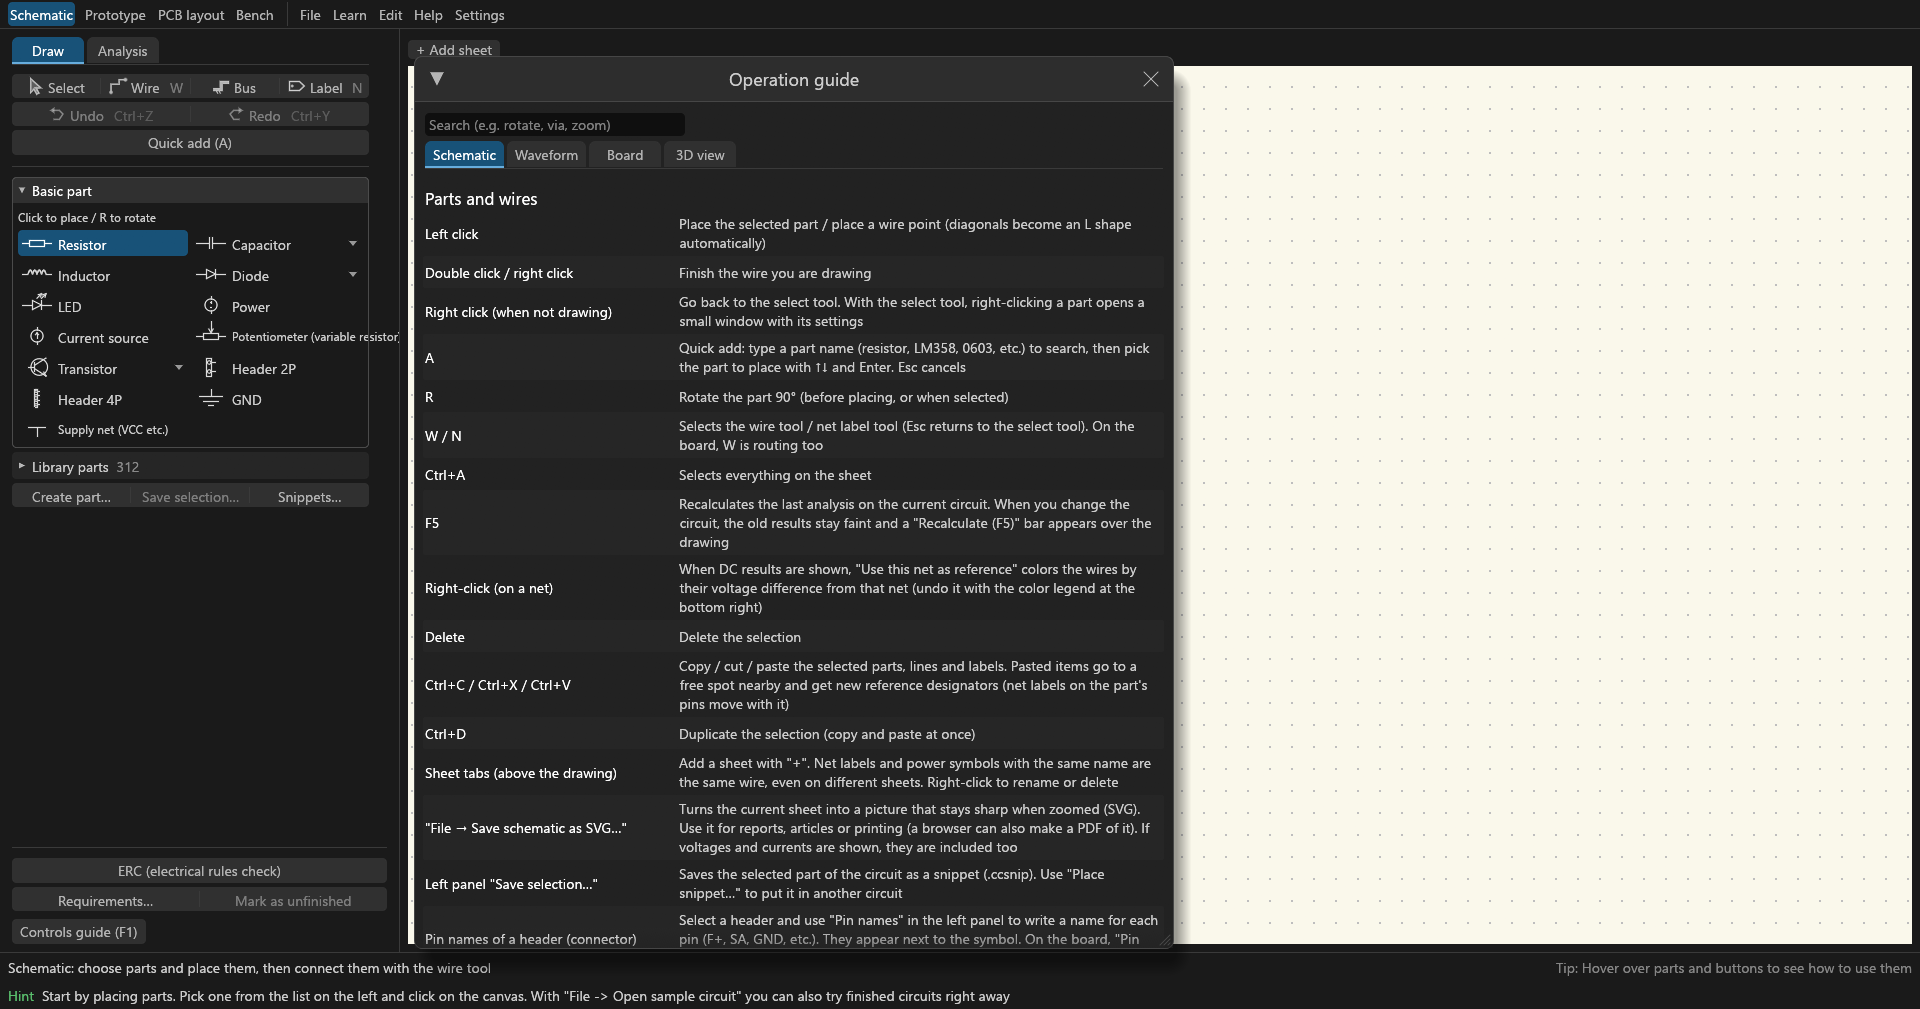 Schematic Prototype PCB layout Bench File Learn Edit Help Settings
Draw Analysis
+ Add sheet
Select Wire W Bus Label N
Undo Ctrl+Z Redo Ctrl+Y
Quick add (A)
Basic part
Click to place / R to rotate
Resistor Capacitor
Inductor Diode
LED Power
Current source Potentiometer (variable resistor)
Transistor Header 2P
Header 4P GND
Supply net (VCC etc.)
Library parts 312
Create part... Save selection... Snippets...
ERC (electrical rules check)
Requirements... Mark as unfinished
Controls guide (F1)
Operation guide
Search (e.g. rotate, via, zoom)
Schematic Waveform Board 3D view
Parts and wires
Left click
Place the selected part / place a wire point (diagonals become an L shape
automatically)
Double click / right click
Finish the wire you are drawing
Right click (when not drawing)
Go back to the select tool. With the select tool, right-clicking a part opens a
small window with its settings
A
Quick add: type a part name (resistor, LM358, 0603, etc.) to search, then pick
the part to place with ↑↓ and Enter. Esc cancels
R
Rotate the part 90° (before placing, or when selected)
W / N
Selects the wire tool / net label tool (Esc returns to the select tool). On the
board, W is routing too
Ctrl+A
Selects everything on the sheet
F5
Recalculates the last analysis on the current circuit. When you change the
circuit, the old results stay faint and a "Recalculate (F5)" bar appears over the
drawing
Right-click (on a net)
When DC results are shown, "Use this net as reference" colors the wires by
their voltage difference from that net (undo it with the color legend at the
bottom right)
Delete
Delete the selection
Ctrl+C / Ctrl+X / Ctrl+V
Copy / cut / paste the selected parts, lines and labels. Pasted items go to a
free spot nearby and get new reference designators (net labels on the part's
pins move with it)
Ctrl+D
Duplicate the selection (copy and paste at once)
Sheet tabs (above the drawing)
Add a sheet with "+". Net labels and power symbols with the same name are
the same wire, even on different sheets. Right-click to rename or delete
"File → Save schematic as SVG..."
Turns the current sheet into a picture that stays sharp when zoomed (SVG).
Use it for reports, articles or printing (a browser can also make a PDF of it). If
voltages and currents are shown, they are included too
Left panel "Save selection..."
Saves the selected part of the circuit as a snippet (.ccsnip). Use "Place
snippet..." to put it in another circuit
Pin names of a header (connector)
Select a header and use "Pin names" in the left panel to write a name for each
pin (F+, SA, GND, etc.). They appear next to the symbol. On the board, "Pin
Schematic: choose parts and place them, then connect them with the wire tool
Tip: Hover over parts and buttons to see how to use them
Hint Start by placing parts. Pick one from the list on the left and click on the canvas. With "File -> Open sample circuit" you can also try finished circuits right away